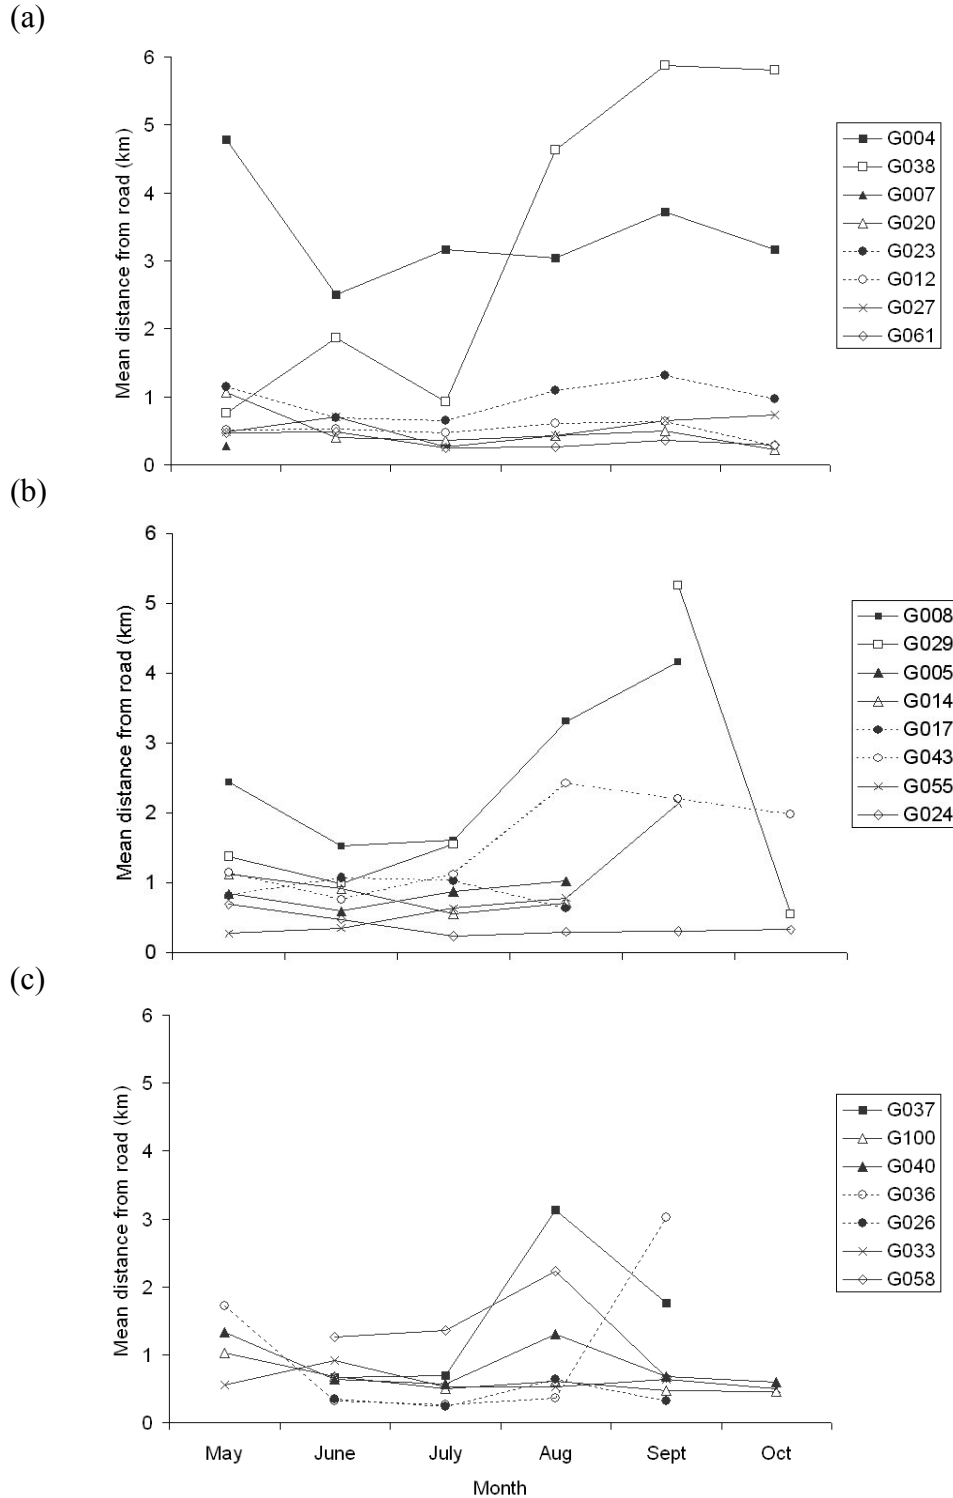 (a)
6
5
4
3
2
1
0
Mean distance from road (km)
G004
G038
G007
G020
G023
G012
G027
G061
(b)
6
5
4
3
2
1
0
Mean distance from road (km)
G008
G029
G005
G014
G017
G043
G055
G024
(c)
6
5
4
3
2
1
0
Mean distance from road (km)
G037
G100
G040
G036
G026
G033
G058
May June July Aug Sept Oct
Month